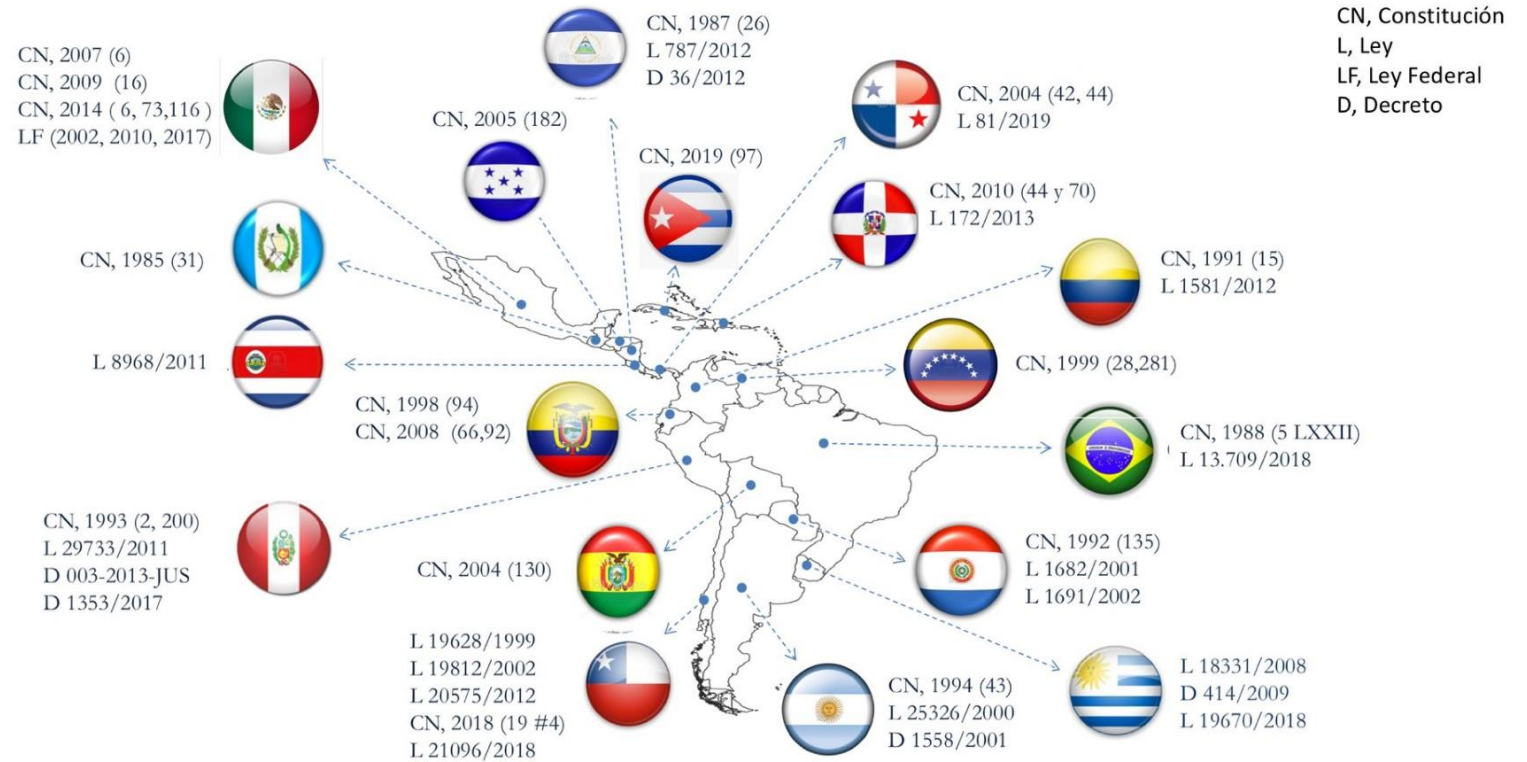 CN, Constitución
L, Ley
LF, Ley Federal
D, Decreto
CN, 2007 (6)
CN, 2009 (16)
CN, 2014 ( 6, 73,116 )
LF (2002, 2010, 2017)
CN, 1987 (26)
L 787/2012
D 36/2012
CN, 2005 (182)
CN, 2019 (97)
CN, 2004 (42, 44)
L 81/2019
CN, 2010 (44 y 70)
L 172/2013
CN, 1985 (31)
CN, 1991 (15)
L 1581/2012
L 8968/2011
CN, 1999 (28,281)
CN, 1998 (94)
CN, 2008 (66,92)
CN, 1988 (5 LXXII)
L 13.709/2018
CN, 1993 (2, 200)
L 29733/2011
D 003-2013-JUS
D 1353/2017
CN, 2004 (130)
CN, 1992 (135)
L 1682/2001
L 1691/2002
L 19628/1999
L 19812/2002
L 20575/2012
CN, 2018 (19 #4)
L 21096/2018
CN, 1994 (43)
L 25326/2000
D 1558/2001
L 18331/2008
D 414/2009
L 19670/2018